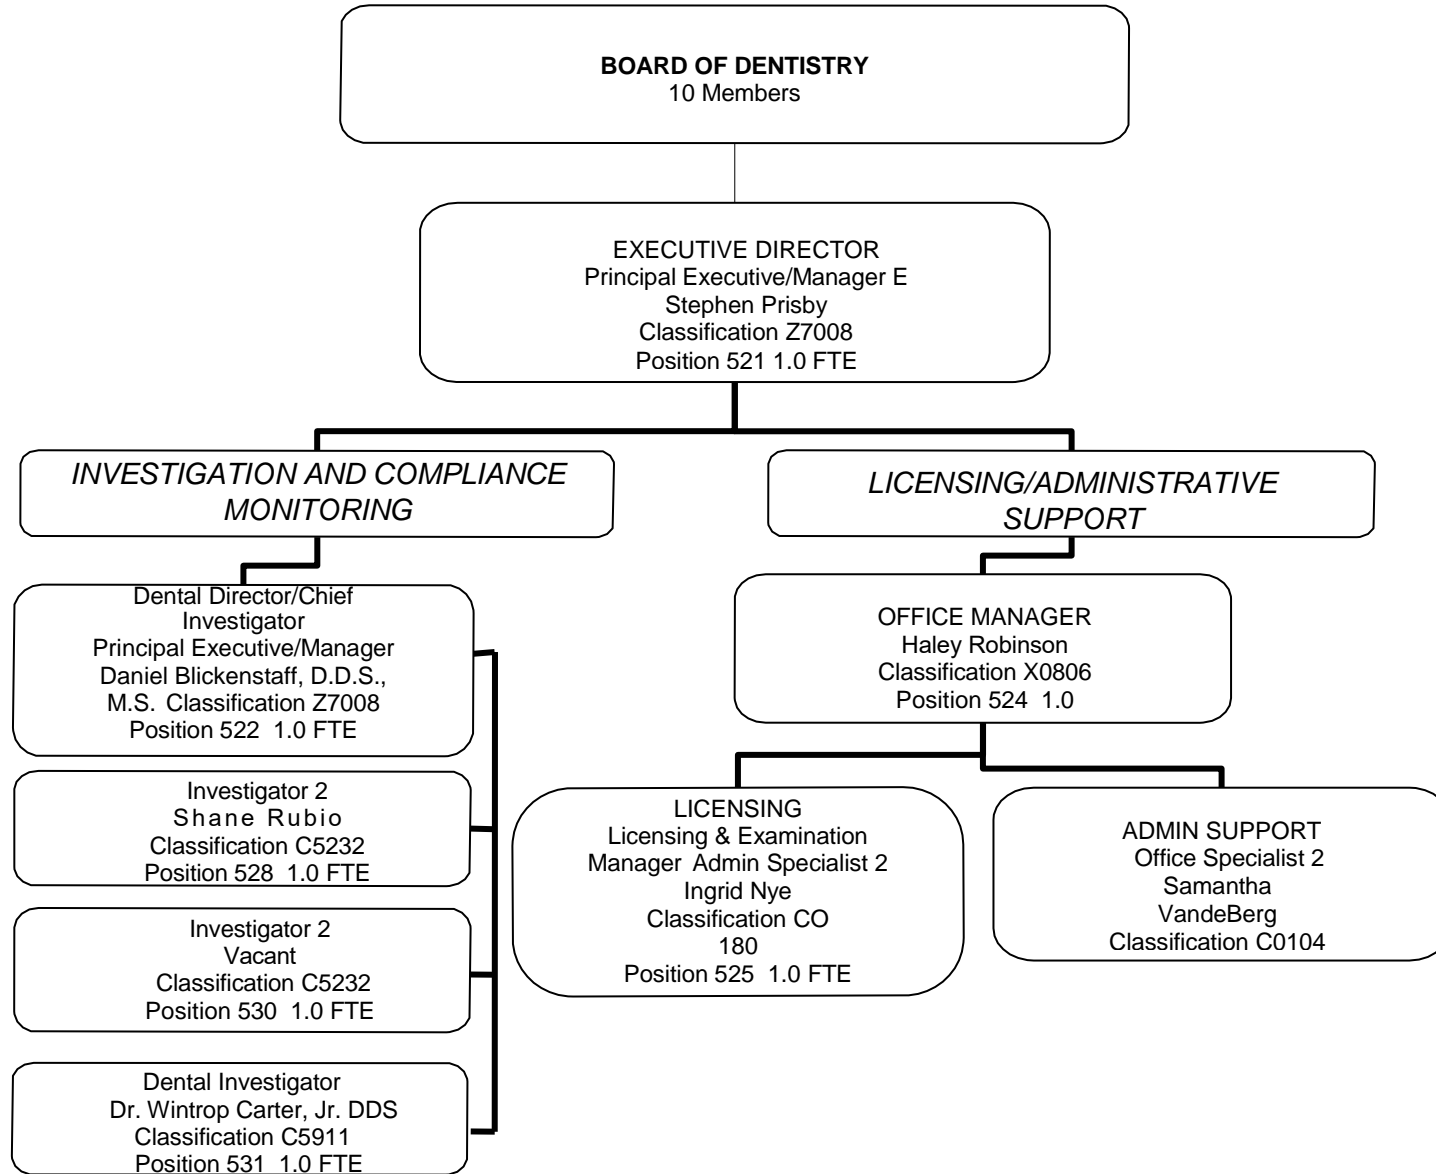 BOARD OF DENTISTRY
10 Members
EXECUTIVE DIRECTOR
Principal Executive/Manager E
Stephen Prisby
Classification Z7008
Position 521 1.0 FTE
INVESTIGATION AND COMPLIANCE
MONITORING
LICENSING/ADMINISTRATIVE
SUPPORT
Dental Director/Chief
Investigator
Principal Executive/Manager
Daniel Blickenstaff, D.D.S.,
M.S. Classification Z7008
Position 522 1.0 FTE
Investigator 2
Shane Rubio
Classification C5232
Position 528 1.0 FTE
Investigator 2
Vacant
Classification C5232
Position 530 1.0 FTE
Dental Investigator
Dr. Wintrop Carter, Jr. DDS
Classification C5911
Position 531 1.0 FTE
OFFICE MANAGER
Haley Robinson
Classification X0806
Position 524 1.0
LICENSING
Licensing & Examination
Manager Admin Specialist 2
Ingrid Nye
Classification CO
180
Position 525 1.0 FTE
ADMIN SUPPORT
Office Specialist 2
Samantha
VandeBerg
Classification C0104